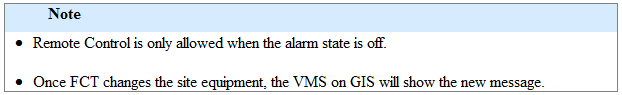 Note
• Remote Control is only allowed when the alarm state is off.
• Once FCT changes the site equipment, the VMS on GIS will show the new message.